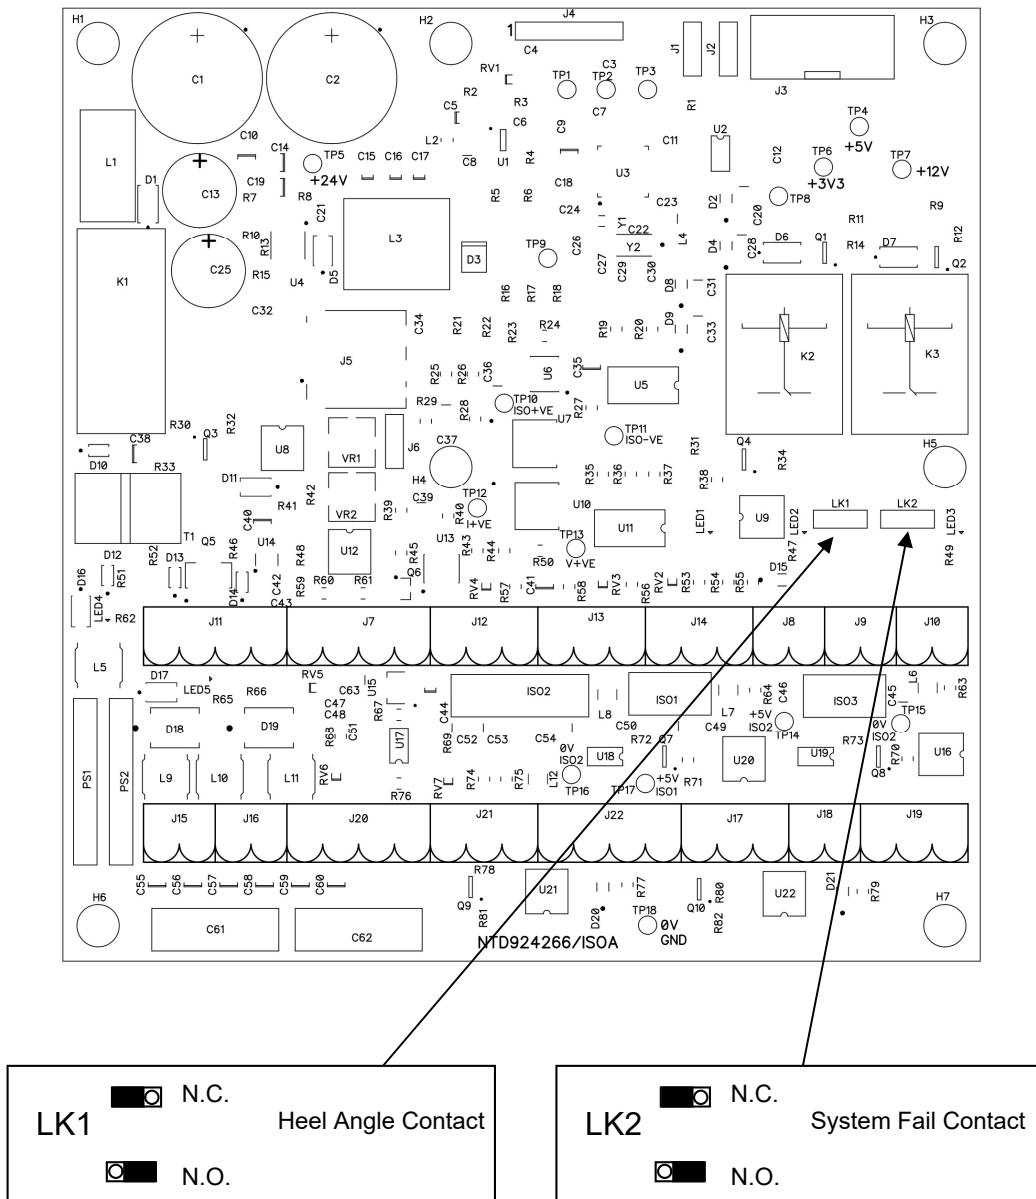 H1
H2
J4
H3
1
C4
J1
J2
C1
C2
RV1
C3
TP1
TP2
TP3
J3
R2
R3
R1
C5
C7
TP4
+5V
C6
L2
U1
C9
C11
U2
L1
C10
C14
TP5
+24V
C15
C16
C17
C8
R4
U3
C12
TP6
+3V3
TP7
+12V
D1
C13
C19
R7
R8
R5
R6
C18
TP8
C21
C24
C23
D2
C20
R11
R9
L3
Y1
C22
R10
R13
D5
D3
TP9
C26
Y2
L4
D4
C28
D6
Q1
R14
D7
R12
Q2
K1
C25
R15
U4
C27
C29
C30
R16
R17
R18
D8
C31
C32
C34
R21
R22
R23
R24
R19
R20
D9
C33
K2
K3
J5
R25
R26
C36
U6
C35
U5
TP10
ISO+VE
R29
R28
R27
U7
TP11
ISO-VE
R30
Q3
R32
J6
C37
R31
Q4
R34
H5
D10
C38
U8
VR1
R33
H4
R35
R36
R37
R38
D11
R41
R42
VR2
C39
TP12
I+VE
R40
R39
U10
U11
LED1
U9
LED2
LK1
LK2
LED3
C40
T1
Q5
R46
U14
R48
U12
R45
U13
R43
R44
TP13
V+VE
R50
R47
R49
D12
R52
D13
D16
R51
D14
C42
C43
R59
R60
R61
Q6
RV4
R57
C41
R58
RV3
R56
RV2
R53
R54
R55
D15
LED4
R62
J11
J7
J12
J13
J14
J8
J9
J10
L5
D17
LED5
R65
R66
RV5
C63
U15
R67
C47
C48
C44
ISO2
L8
ISO1
L7
R64
C46
+5V
ISO2
TP14
ISO3
L6
C45
R63
TP15
0V
ISO2
D18
D19
R68
C51
U17
R69
C52
C53
C54
C50
C49
0V
ISO2
U18
R72
Q7
U20
U19
R73
Q8
R70
U16
PS1
PS2
L9
L10
L11
RV6
R76
RV7
R74
R75
L12
TP16
TP17
+5V
ISO1
R71
J15
J16
J20
J21
J22
J17
J18
J19
C55
C56
C57
C58
C59
C60
R78
Q9
R81
U21
R77
D20
Q10
R80
R82
U22
D21
R79
H6
C61
C62
TP18
0V
GND
H7
NTD924266/ISOA
N.C.
LK1
Heel Angle Contact
N.O.
N.C.
LK2
System Fail Contact
N.O.